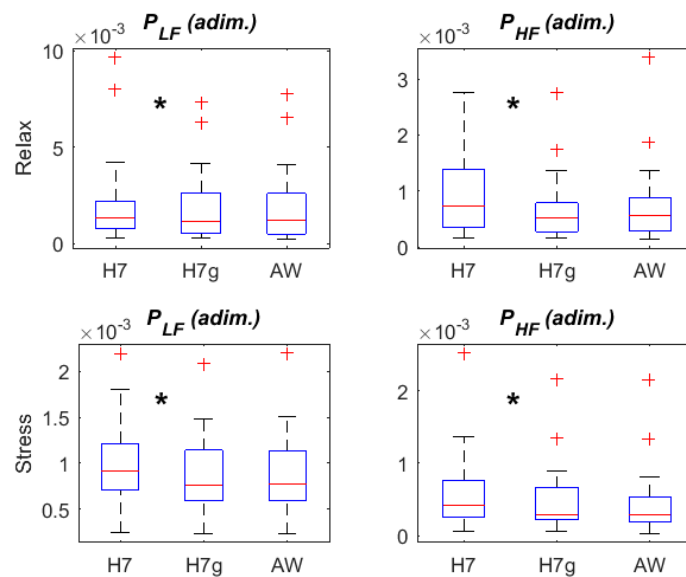 P_LF (adim.)
×10^-3
10
5
0
Relax
*
H7 H7g AW
P_HF (adim.)
×10^-3
3
2
1
0
*
H7 H7g AW
P_LF (adim.)
×10^-3
2
1.5
1
0.5
Stress
*
H7 H7g AW
P_HF (adim.)
×10^-3
2
1
0
*
H7 H7g AW